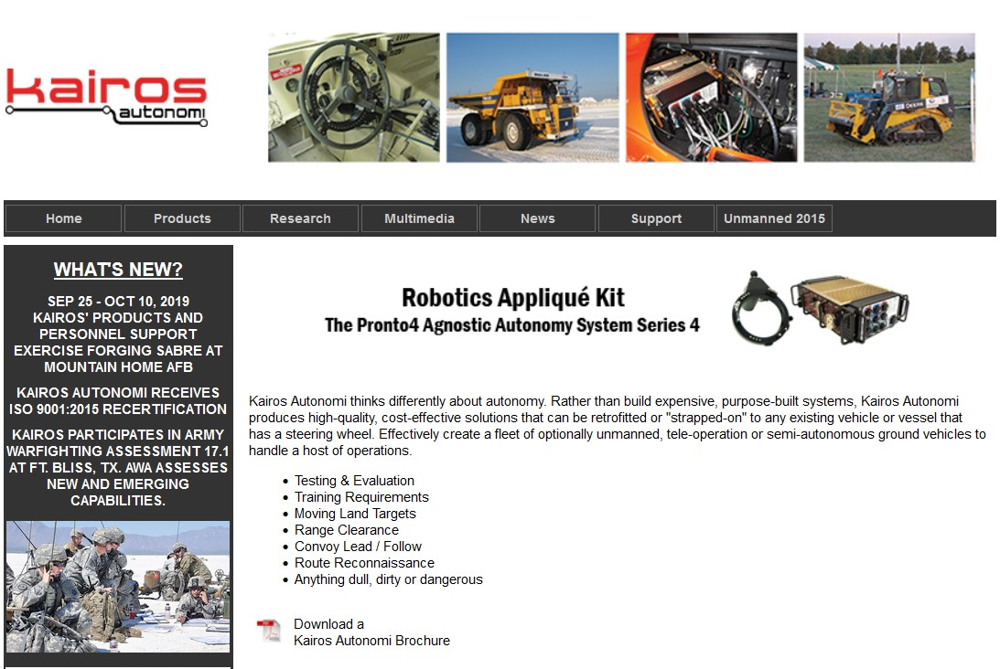 kairos
autonomi
Home
Products
Research
Multimedia
News
Support
Unmanned 2015
WHAT'S NEW?
SEP 25 - OCT 10, 2019
KAIROS' PRODUCTS AND
PERSONNEL SUPPORT
EXERCISE FORGING SABRE AT
MOUNTAIN HOME AFB
KAIROS AUTONOMI RECEIVES
ISO 9001:2015 RECERTIFICATION
KAIROS PARTICIPATES IN ARMY
WARFIGHTING ASSESSMENT 17.1
AT FT. BLISS, TX. AWA ASSESSES
NEW AND EMERGING
CAPABILITIES.
Robotics Appliqué Kit
The Pronto4 Agnostic Autonomy System Series 4
Kairos Autonomi thinks differently about autonomy. Rather than build expensive, purpose-built systems, Kairos Autonomi
produces high-quality, cost-effective solutions that can be retrofitted or "strapped-on" to any existing vehicle or vessel that
has a steering wheel. Effectively create a fleet of optionally unmanned, tele-operation or semi-autonomous ground vehicles to
handle a host of operations.
• Testing & Evaluation
• Training Requirements
• Moving Land Targets
• Range Clearance
• Convoy Lead / Follow
• Route Reconnaissance
• Anything dull, dirty or dangerous
Download a
Kairos Autonomi Brochure